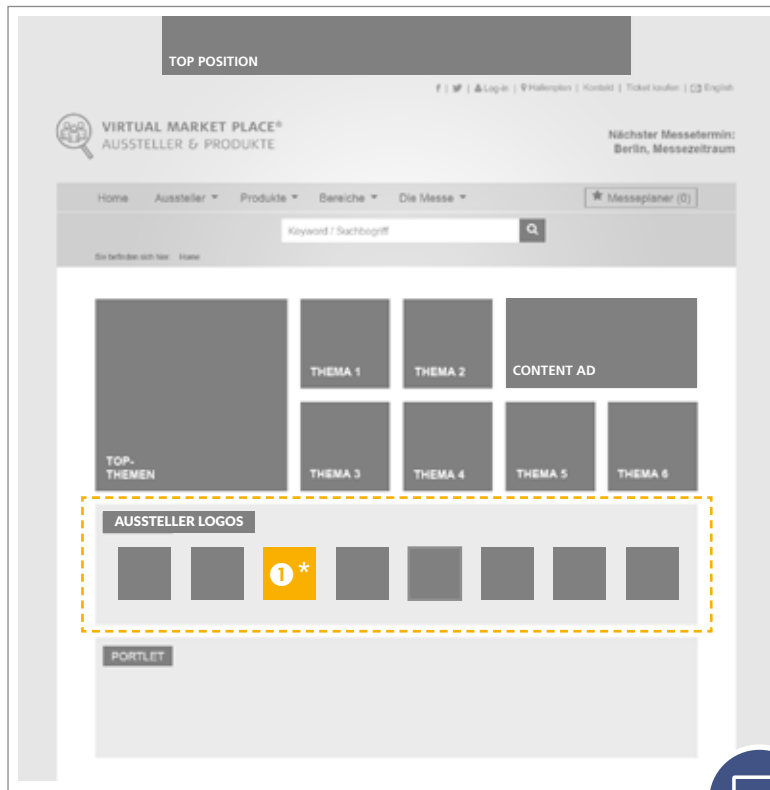 TOP POSITION
f | | Log-in | Hallenplan | Kontakt | Ticket kaufen | English
VIRTUAL MARKET PLACE®
AUSSTELLER & PRODUKTE
Nächster Messetermin:
Berlin, Messezeitraum
Home Aussteller Produkte Bereiche Die Messe Messeplaner (0)
Keyword / Suchbegriff
Sie befinden sich hier: Home
THEMA 1 THEMA 2 CONTENT AD
TOP-
THEMEN THEMA 3 THEMA 4 THEMA 5 THEMA 6
AUSSTELLER LOGOS
1 *
PORTLET